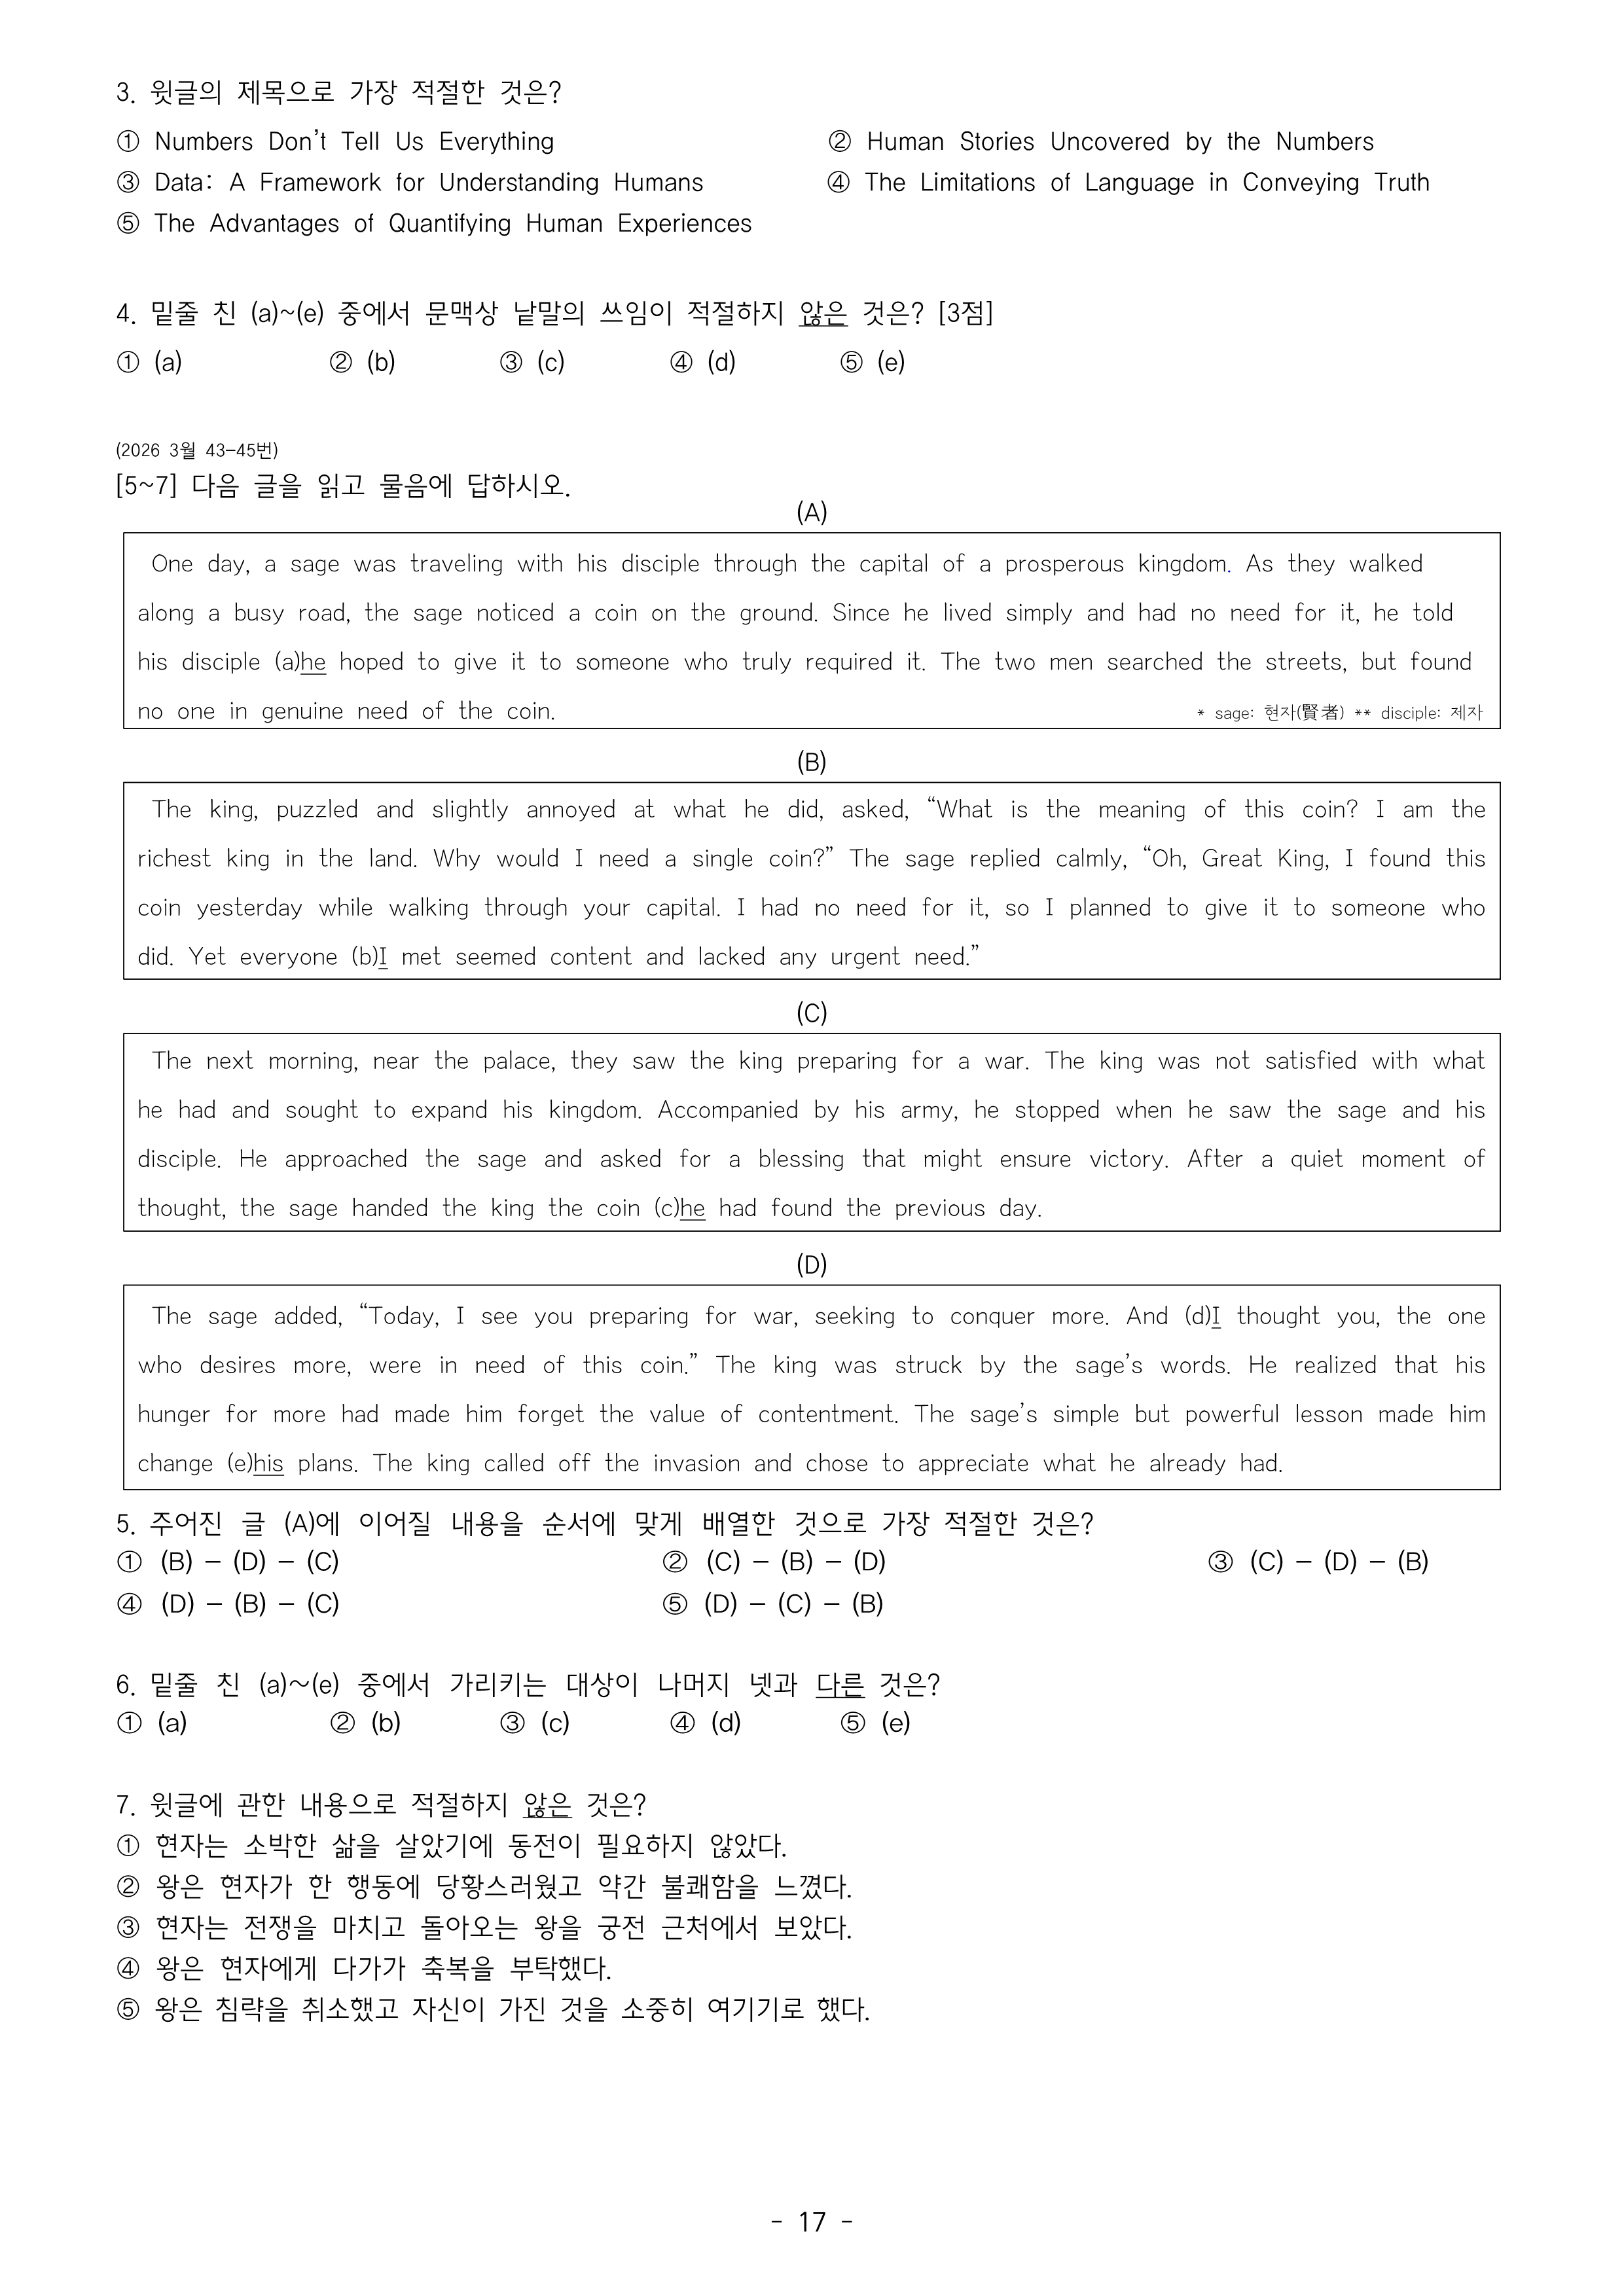 3. 윗글의 제목으로 가장 적절한 것은?
① Numbers Don't Tell Us Everything ② Human Stories Uncovered by the Numbers
③ Data: A Framework for Understanding Humans ④ The Limitations of Language in Conveying Truth
⑤ The Advantages of Quantifying Human Experiences
4. 밑줄 친 (a)~(e) 중에서 문맥상 낱말의 쓰임이 적절하지 않은 것은? [3점]
① (a) ② (b) ③ (c) ④ (d) ⑤ (e)
(2026 3월 43-45번)
[5~7] 다음 글을 읽고 물음에 답하시오.
(A)
One day, a sage was traveling with his disciple through the capital of a prosperous kingdom. As they walked
along a busy road, the sage noticed a coin on the ground. Since he lived simply and had no need for it, he told
his disciple (a)he hoped to give it to someone who truly required it. The two men searched the streets, but found
no one in genuine need of the coin. * sage: 현자(賢者) ** disciple: 제자
(B)
The king, puzzled and slightly annoyed at what he did, asked, “What is the meaning of this coin? I am the
richest king in the land. Why would I need a single coin?” The sage replied calmly, “Oh, Great King, I found this
coin yesterday while walking through your capital. I had no need for it, so I planned to give it to someone who
did. Yet everyone (b)I met seemed content and lacked any urgent need.”
(C)
The next morning, near the palace, they saw the king preparing for a war. The king was not satisfied with what
he had and sought to expand his kingdom. Accompanied by his army, he stopped when he saw the sage and his
disciple. He approached the sage and asked for a blessing that might ensure victory. After a quiet moment of
thought, the sage handed the king the coin (c)he had found the previous day.
(D)
The sage added, “Today, I see you preparing for war, seeking to conquer more. And (d)I thought you, the one
who desires more, were in need of this coin.” The king was struck by the sage's words. He realized that his
hunger for more had made him forget the value of contentment. The sage's simple but powerful lesson made him
change (e)his plans. The king called off the invasion and chose to appreciate what he already had.
5. 주어진 글 (A)에 이어질 내용을 순서에 맞게 배열한 것으로 가장 적절한 것은?
① (B) - (D) - (C) ② (C) - (B) - (D) ③ (C) - (D) - (B)
④ (D) - (B) - (C) ⑤ (D) - (C) - (B)
6. 밑줄 친 (a)~(e) 중에서 가리키는 대상이 나머지 넷과 다른 것은?
① (a) ② (b) ③ (c) ④ (d) ⑤ (e)
7. 윗글에 관한 내용으로 적절하지 않은 것은?
① 현자는 소박한 삶을 살았기에 동전이 필요하지 않았다.
② 왕은 현자가 한 행동에 당황스러웠고 약간 불쾌함을 느꼈다.
③ 현자는 전쟁을 마치고 돌아오는 왕을 궁전 근처에서 보았다.
④ 왕은 현자에게 다가가 축복을 부탁했다.
⑤ 왕은 침략을 취소했고 자신이 가진 것을 소중히 여기기로 했다.
- 17 -